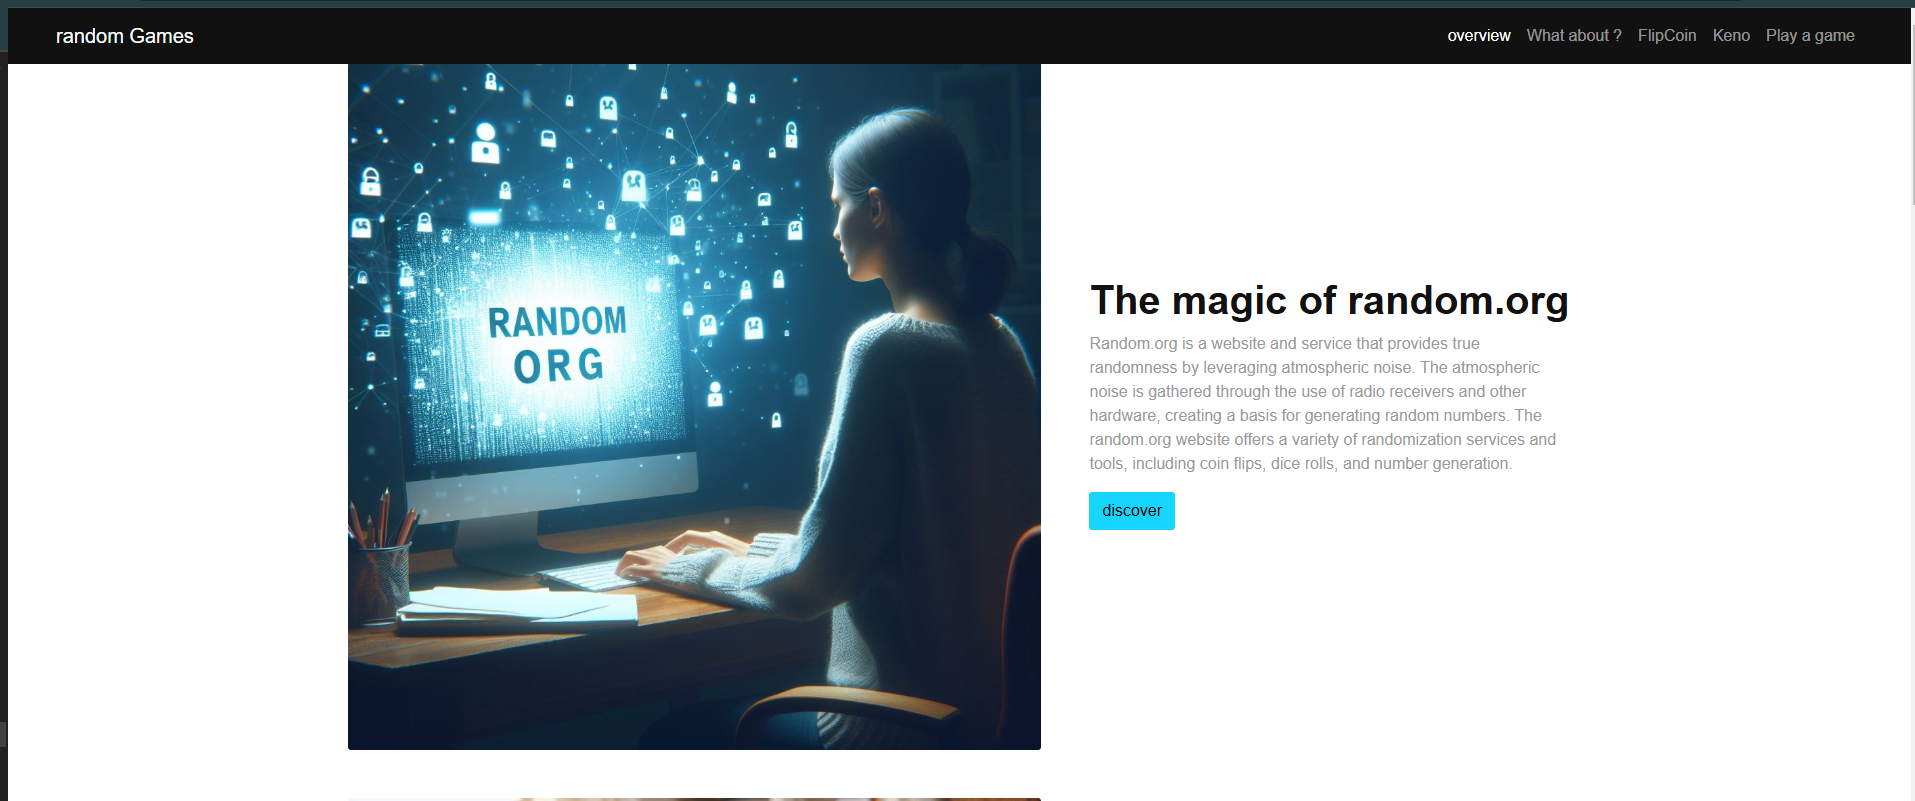 random Games
overview What about ? FlipCoin Keno Play a game
RANDOM
ORG
The magic of random.org
Random.org is a website and service that provides true
randomness by leveraging atmospheric noise. The atmospheric
noise is gathered through the use of radio receivers and other
hardware, creating a basis for generating random numbers. The
random.org website offers a variety of randomization services and
tools, including coin flips, dice rolls, and number generation.
discover